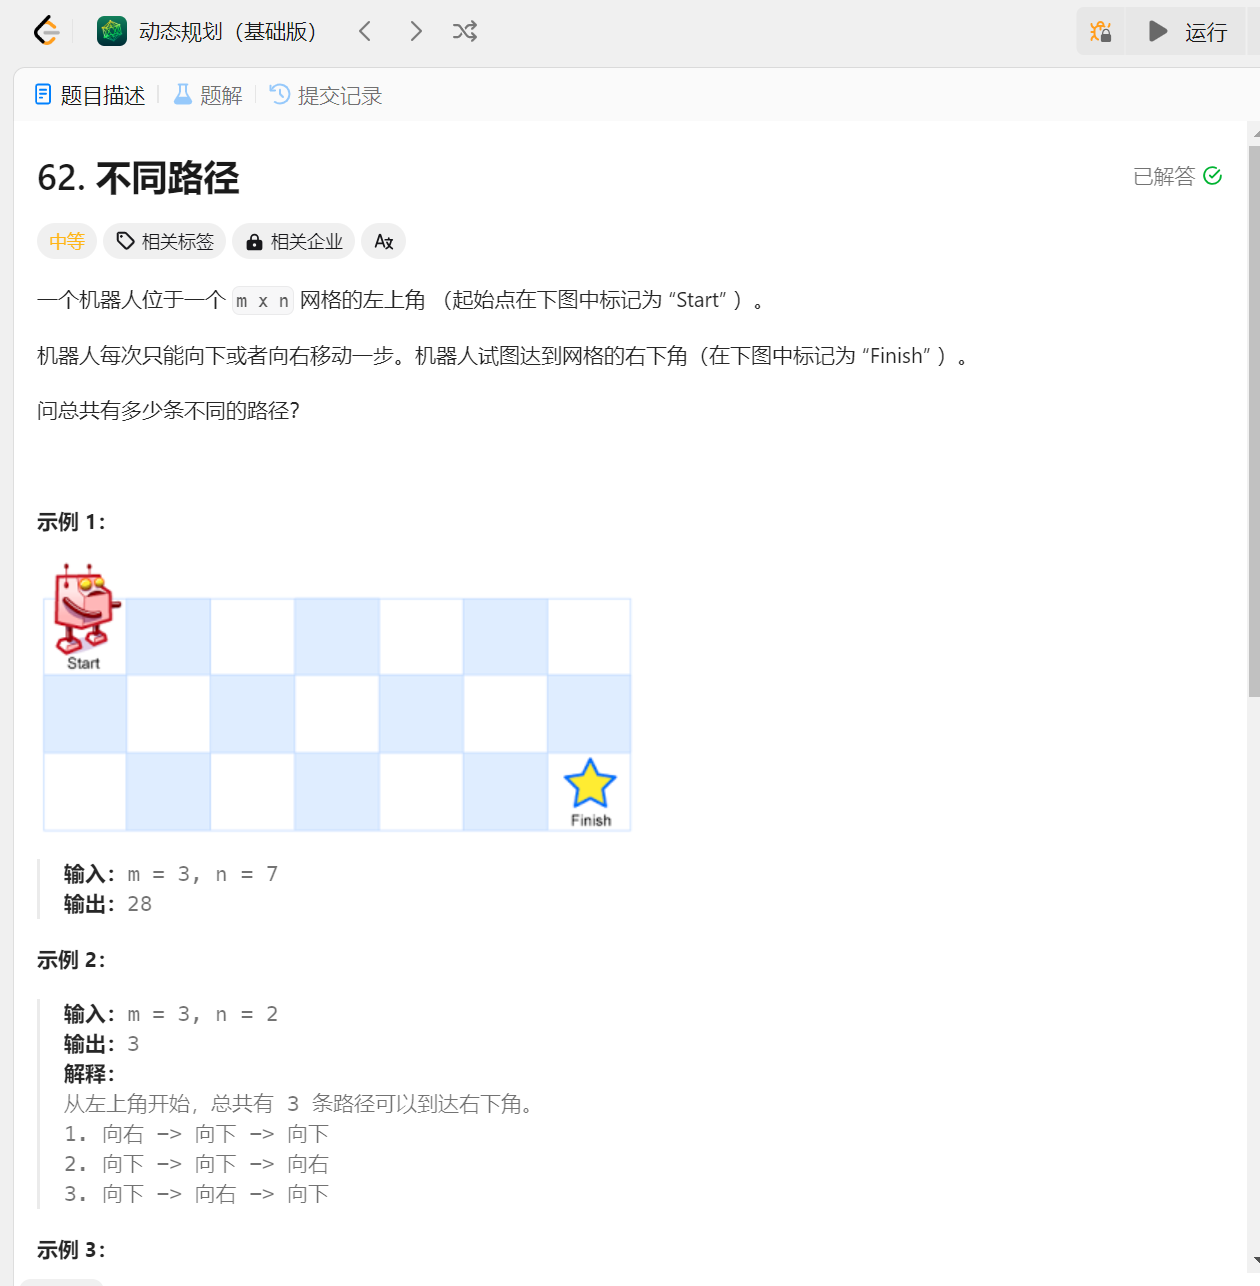 动态规划（基础版）
运行
题目描述
题解
提交记录
62. 不同路径
已解答
中等
相关标签
相关企业
一个机器人位于一个 m x n 网格的左上角 （起始点在下图中标记为 “Start” ）。
机器人每次只能向下或者向右移动一步。机器人试图达到网格的右下角（在下图中标记为 “Finish” ）。
问总共有多少条不同的路径？
示例 1：
Start
Finish
输入：m = 3, n = 7
输出：28
示例 2：
输入：m = 3, n = 2
输出：3
解释：
从左上角开始，总共有 3 条路径可以到达右下角。
1. 向右 -> 向下 -> 向下
2. 向下 -> 向下 -> 向右
3. 向下 -> 向右 -> 向下
示例 3：